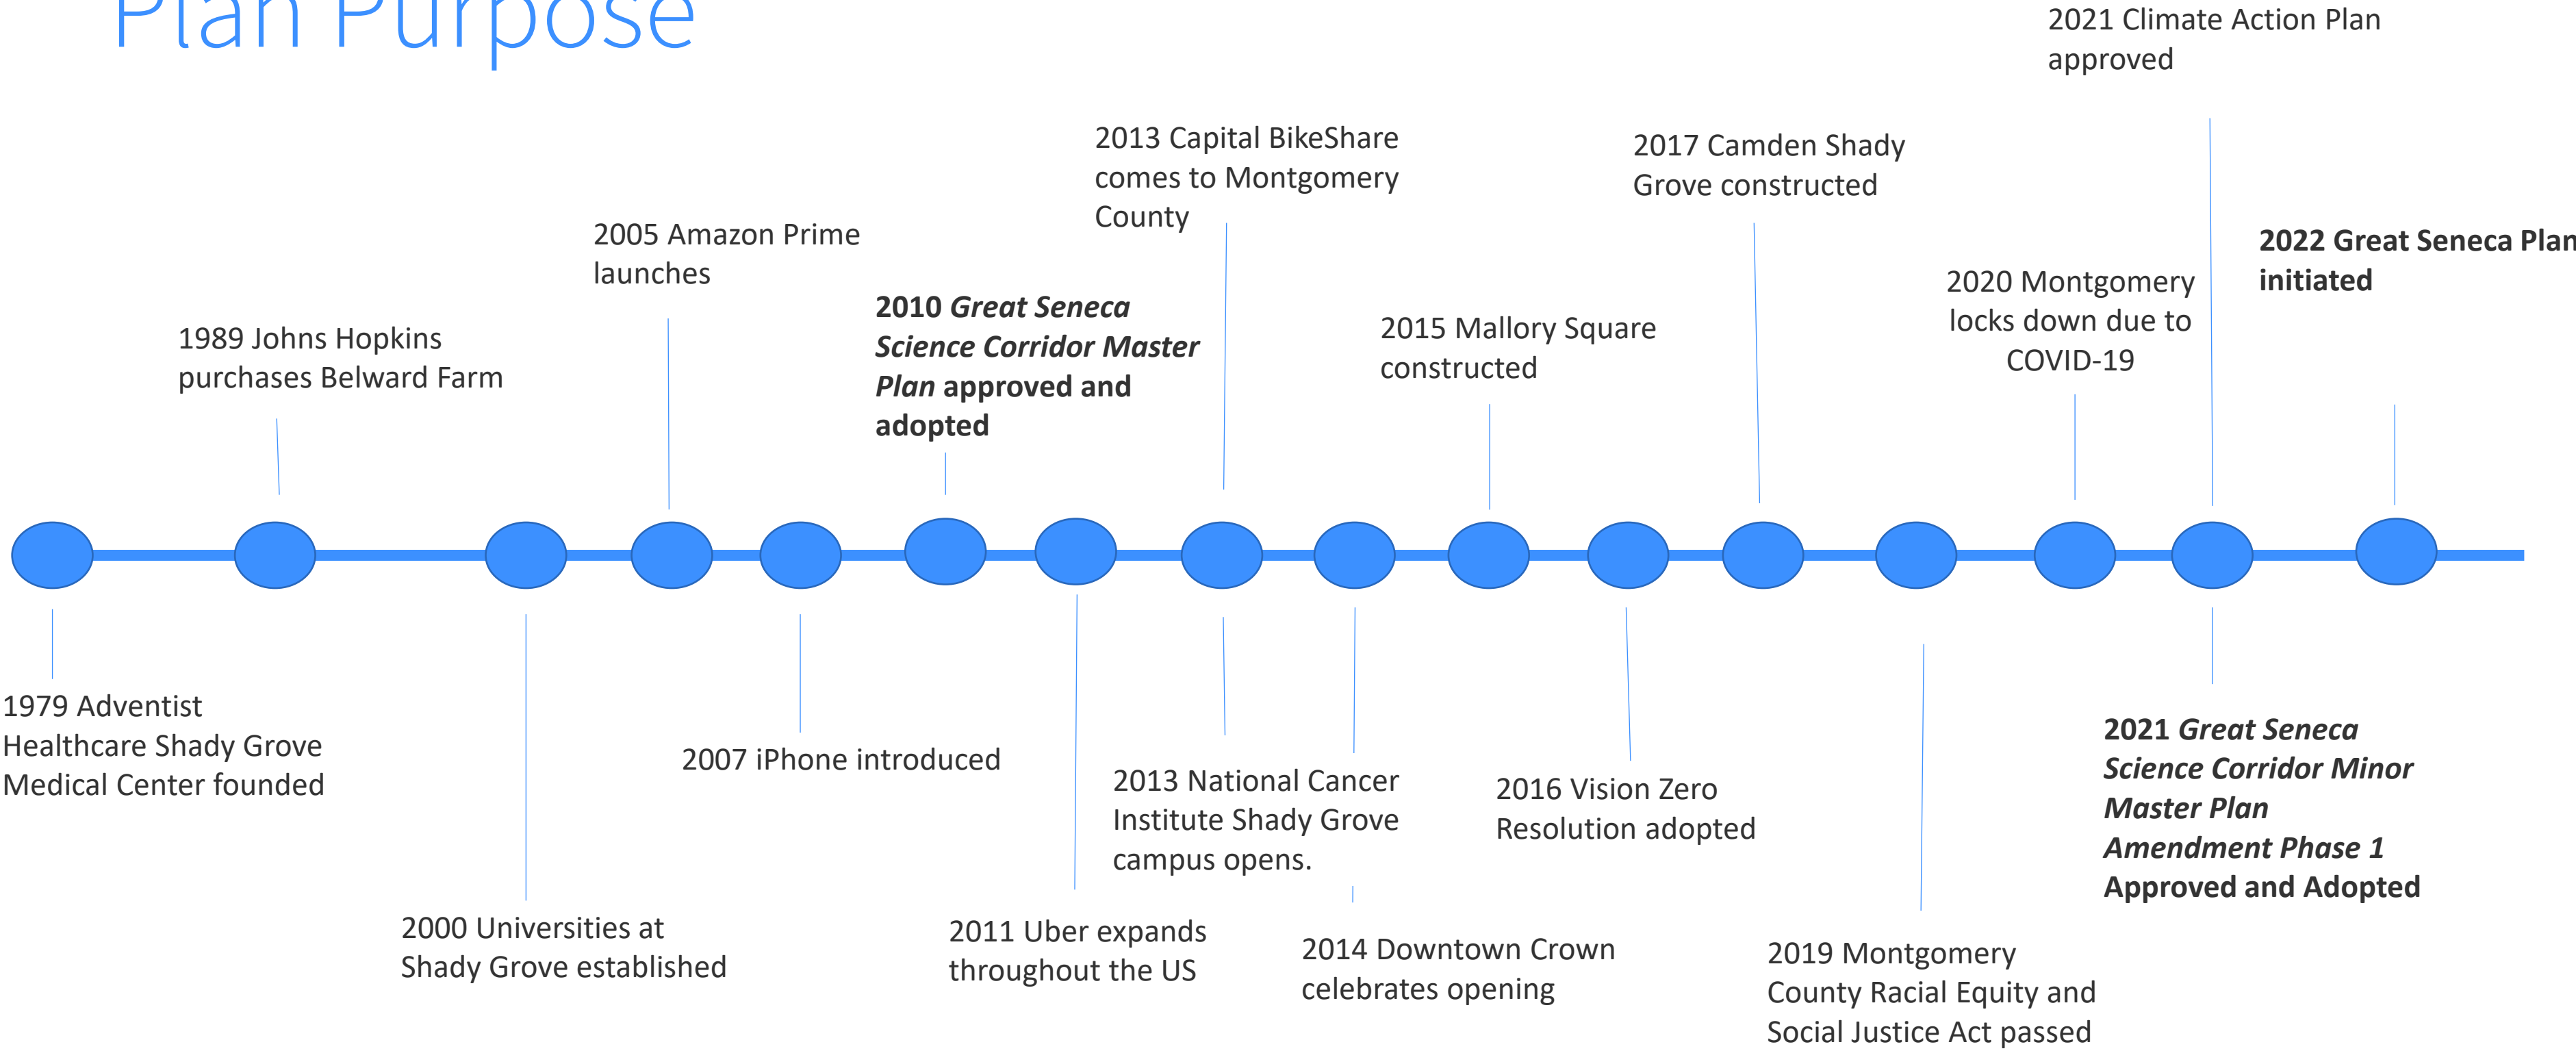 Plan Purpose
1979 Adventist
Healthcare Shady Grove
Medical Center founded
1989 Johns Hopkins
purchases Belward Farm
2000 Universities at
Shady Grove established
2005 Amazon Prime
launches
2007 iPhone introduced
2010 Great Seneca
Science Corridor Master
Plan approved and
adopted
2011 Uber expands
throughout the US
2013 Capital BikeShare
comes to Montgomery
County
2013 National Cancer
Institute Shady Grove
campus opens.
2014 Downtown Crown
celebrates opening
2015 Mallory Square
constructed
2016 Vision Zero
Resolution adopted
2017 Camden Shady
Grove constructed
2019 Montgomery
County Racial Equity and
Social Justice Act passed
2020 Montgomery
locks down due to
COVID-19
2021 Climate Action Plan
approved
2021 Great Seneca
Science Corridor Minor
Master Plan
Amendment Phase 1
Approved and Adopted
2022 Great Seneca Plan
initiated